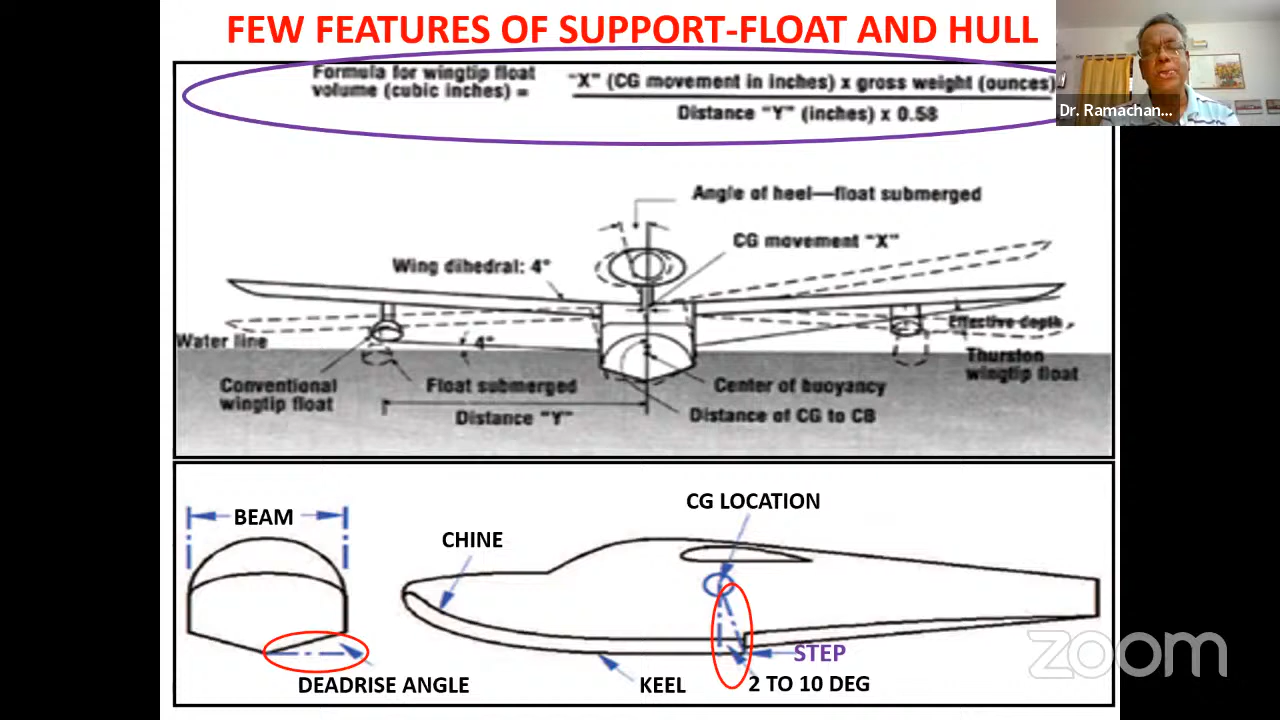 FEW FEATURES OF SUPPORT-FLOAT AND HULL
Formula for wingtip float
volume (cubic inches) =
"X" (CG movement in inches) x gross weight (ounces)
Distance "Y" (inches) x 0.58
Dr. Ramachan...
Angle of heel—float submerged
CG movement "X"
Wing dihedral: 4°
Effective depth
Water line
4°
Thurston
wingtip float
Conventional
wingtip float
Float submerged
Center of buoyancy
Distance "Y"
Distance of CG to CB
CG LOCATION
BEAM
CHINE
STEP
zoom
DEADRISE ANGLE
KEEL
2 TO 10 DEG